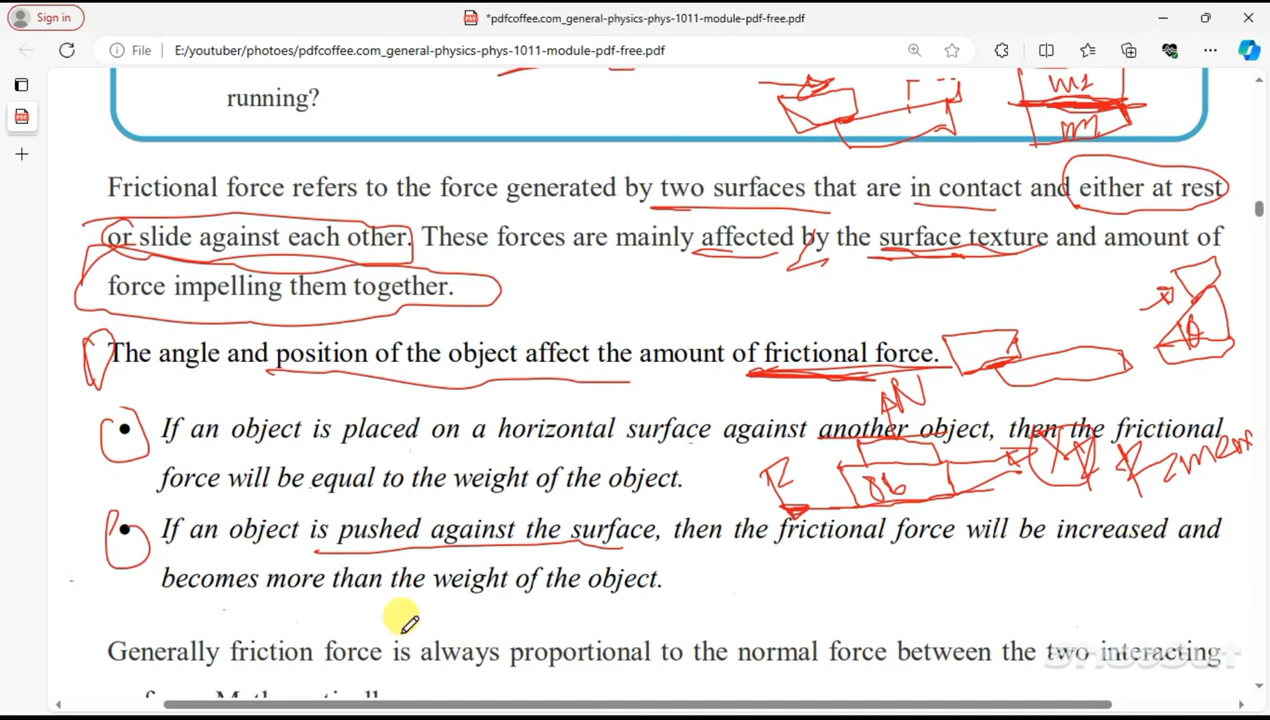 Sign in
*pdfcoffee.com_general-physics-phys-1011-module-pdf-free.pdf
File E:/youtuber/photoes/pdfcoffee.com_general-physics-phys-1011-module-pdf-free.pdf
running?
m2
m1
Frictional force refers to the force generated by two surfaces that are in contact and either at rest
or slide against each other. These forces are mainly affected by the surface texture and amount of
force impelling them together.
θ
The angle and position of the object affect the amount of frictional force.
N
• If an object is placed on a horizontal surface against another object, then the frictional
force will be equal to the weight of the object.
• If an object is pushed against the surface, then the frictional force will be increased and
becomes more than the weight of the object.
Generally friction force is always proportional to the normal force between the two interacting